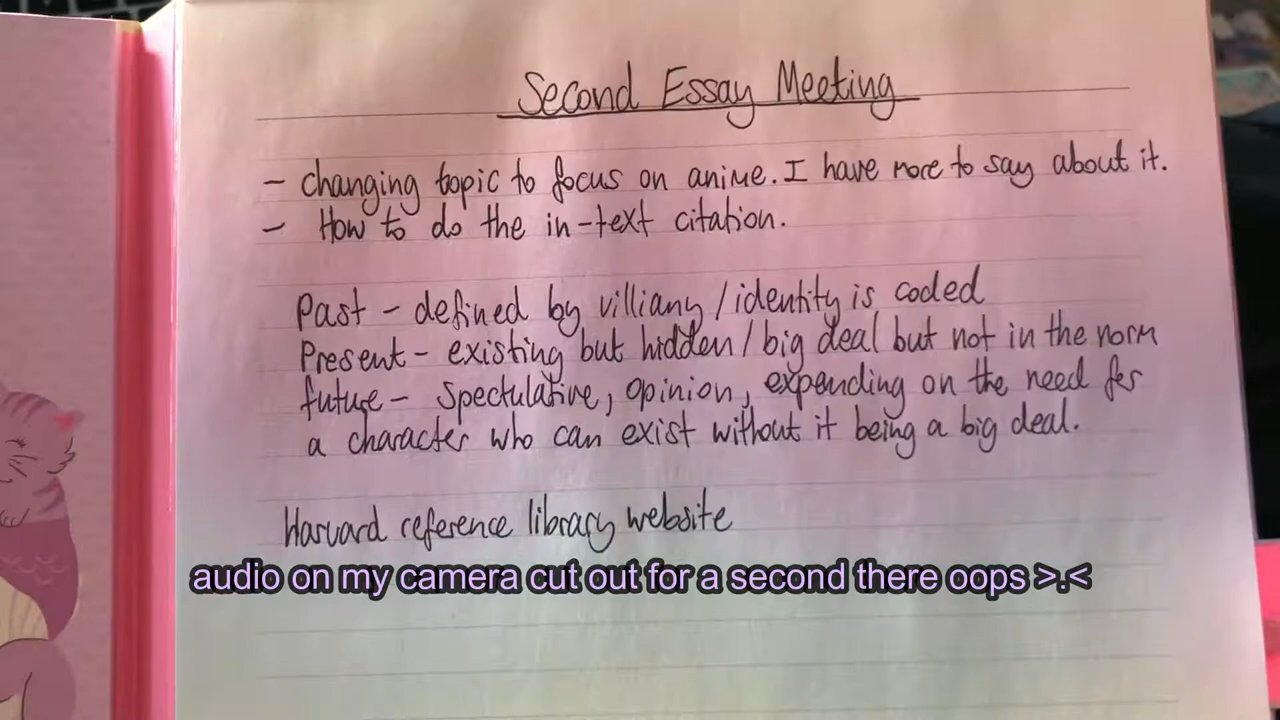 Second Essay Meeting
- changing topic to focus on anime. I have more to say about it.
- How to do the in-text citation.
Past - defined by villiany / identity is coded
Present - existing but hidden / big deal but not in the norm
future - Spectulative, opinion, expending on the need for
a character who can exist without it being a big deal.
Harvard reference library website
audio on my camera cut out for a second there oops >.<